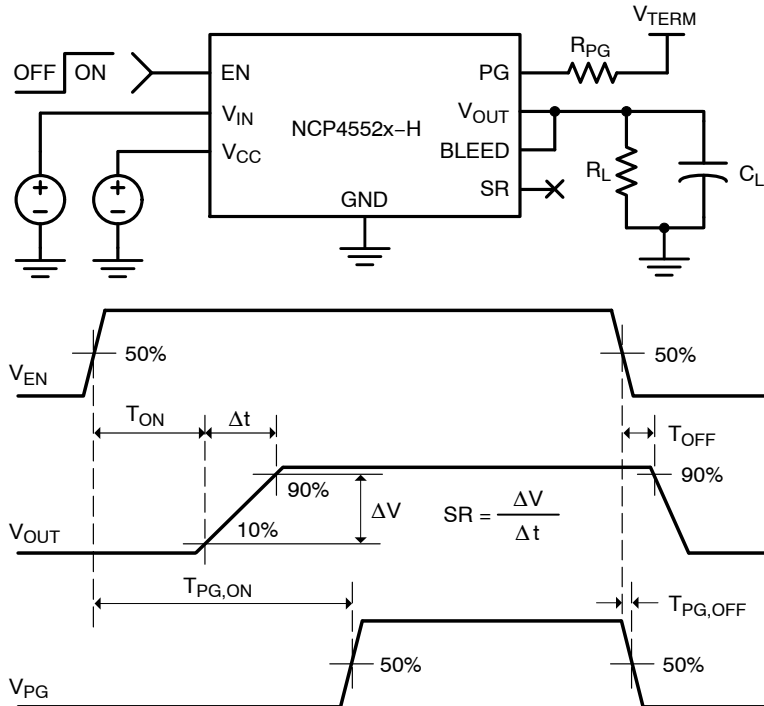 V_TERM
R_PG
OFF ON
EN
PG
V_IN
V_OUT
NCP4552x−H
V_CC
BLEED
R_L
C_L
SR
GND
+
−
+
−
50%
50%
V_EN
T_ON
Δt
T_OFF
90%
90%
ΔV
SR = ΔV / Δt
10%
V_OUT
T_PG,ON
T_PG,OFF
50%
50%
V_PG